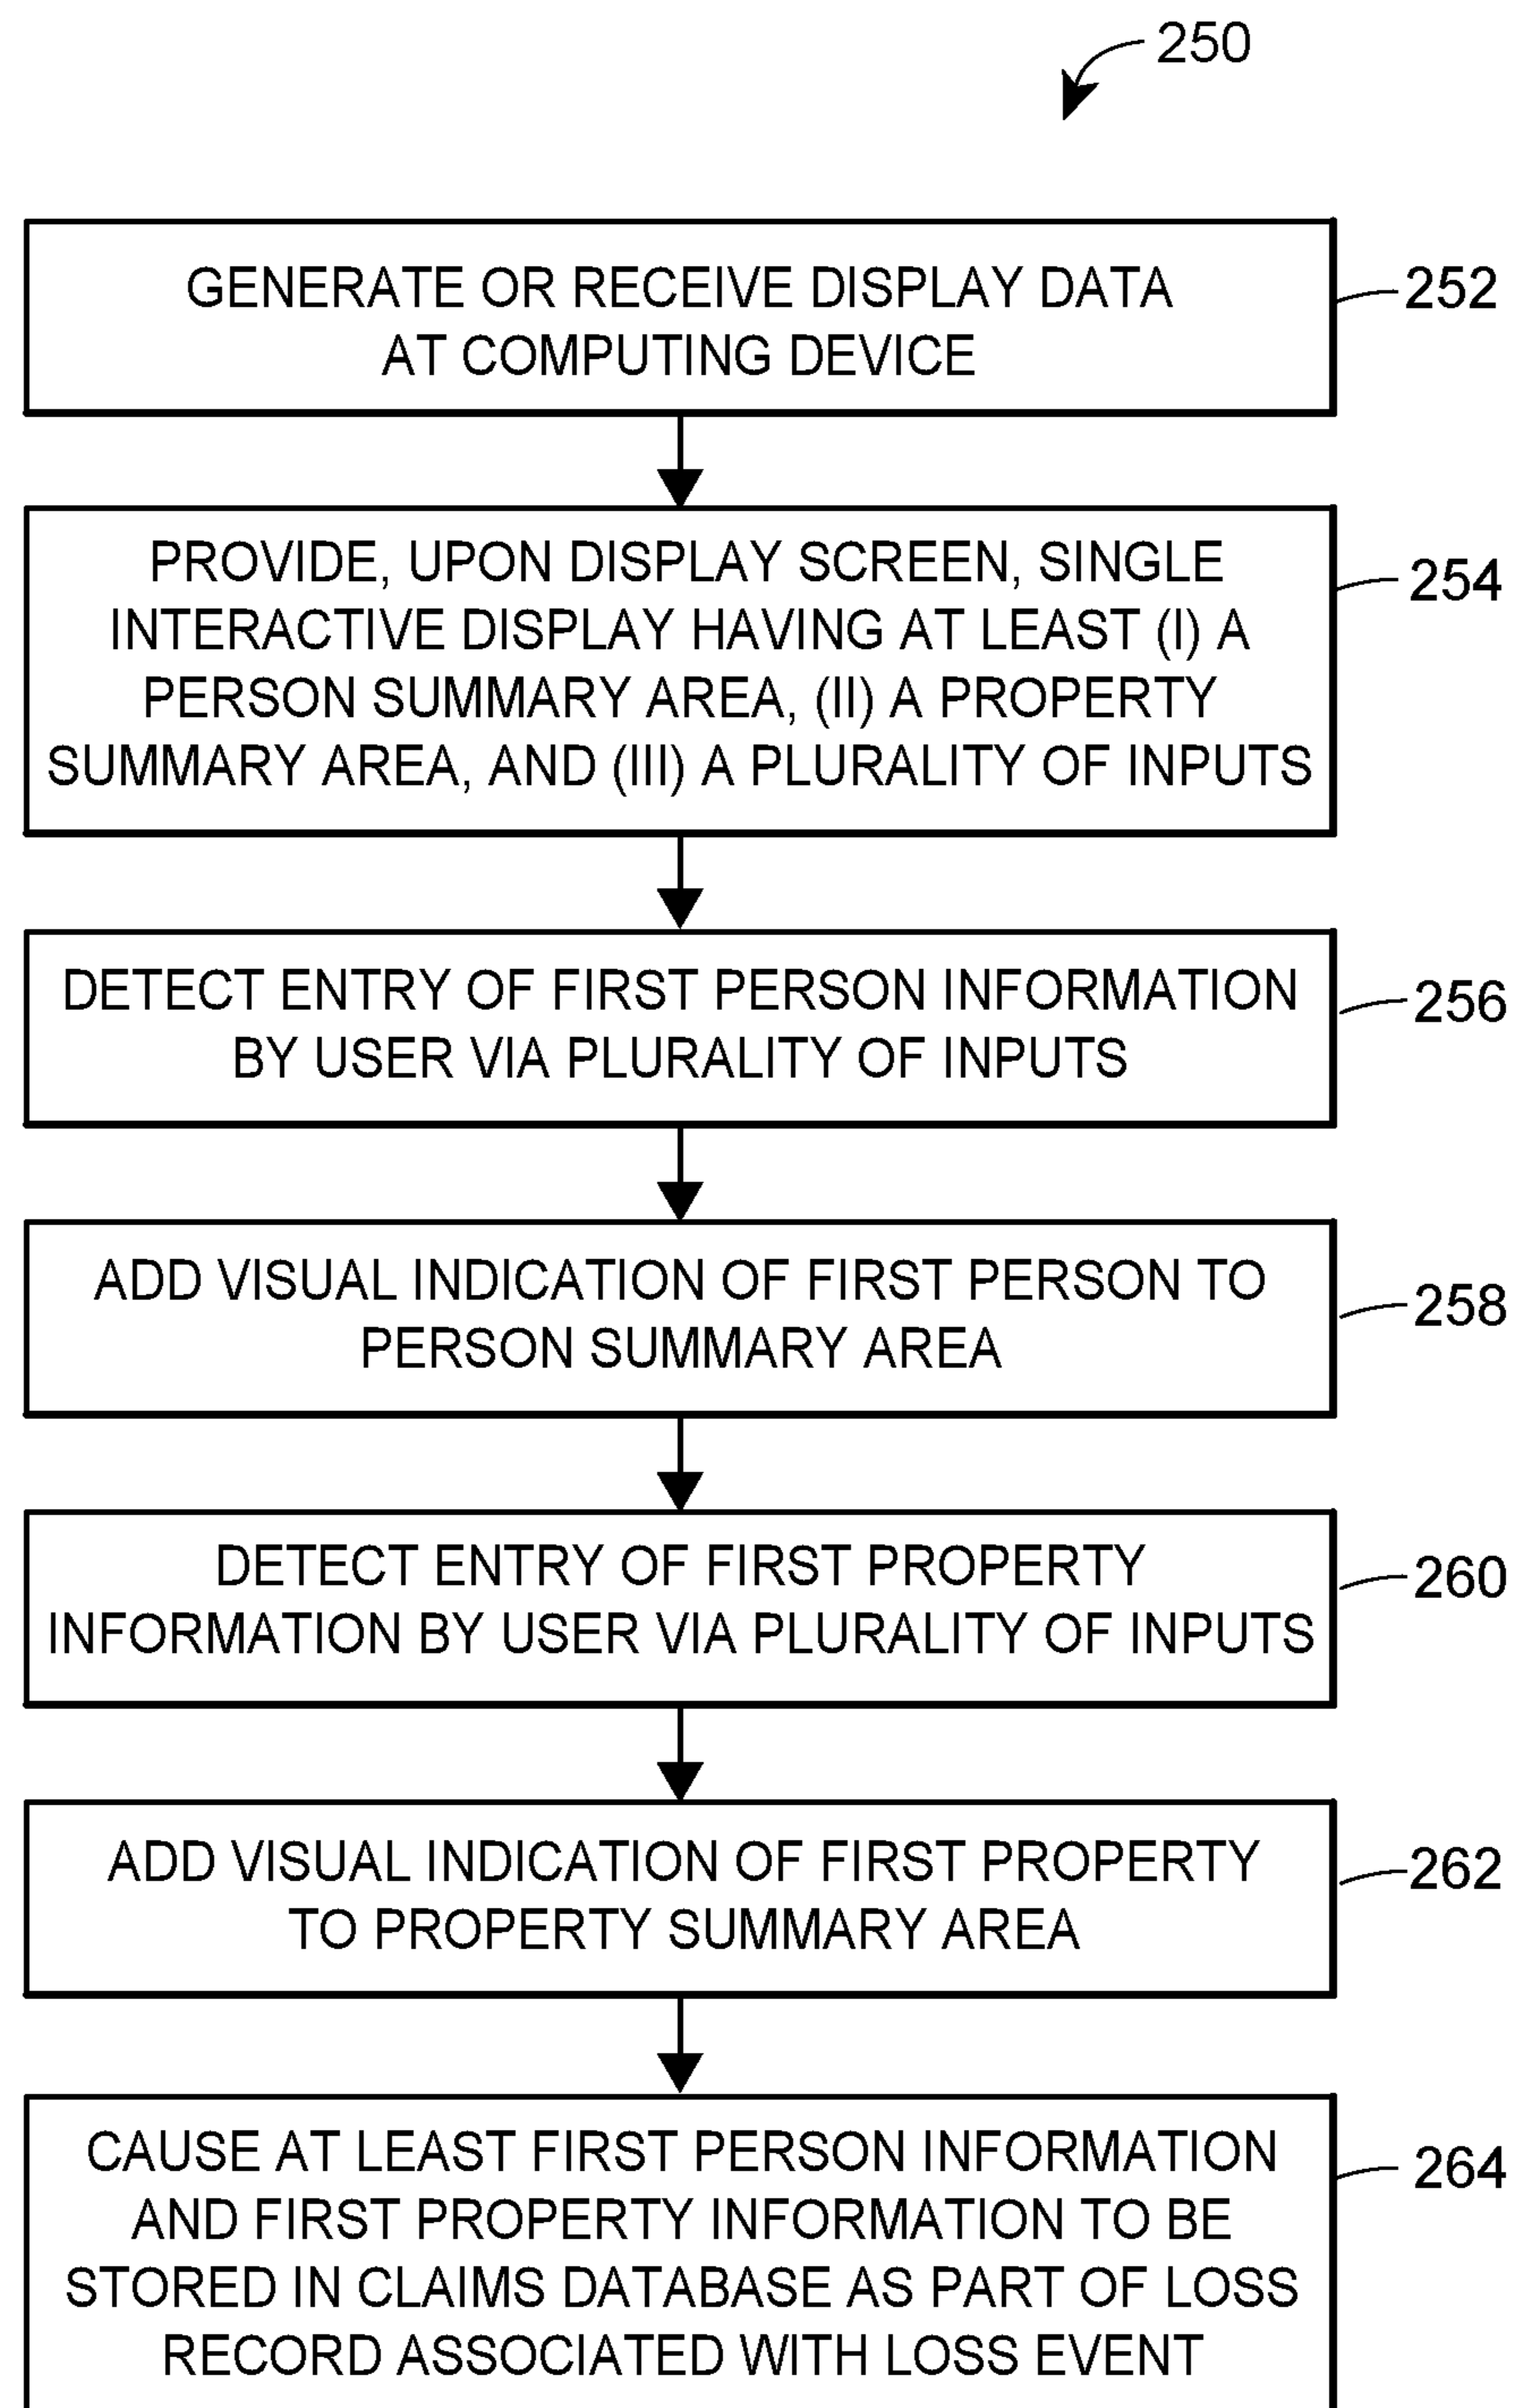 250
GENERATE OR RECEIVE DISPLAY DATA
AT COMPUTING DEVICE
252
PROVIDE, UPON DISPLAY SCREEN, SINGLE
INTERACTIVE DISPLAY HAVING AT LEAST (I) A
PERSON SUMMARY AREA, (II) A PROPERTY
SUMMARY AREA, AND (III) A PLURALITY OF INPUTS
254
DETECT ENTRY OF FIRST PERSON INFORMATION
BY USER VIA PLURALITY OF INPUTS
256
ADD VISUAL INDICATION OF FIRST PERSON TO
PERSON SUMMARY AREA
258
DETECT ENTRY OF FIRST PROPERTY
INFORMATION BY USER VIA PLURALITY OF INPUTS
260
ADD VISUAL INDICATION OF FIRST PROPERTY
TO PROPERTY SUMMARY AREA
262
CAUSE AT LEAST FIRST PERSON INFORMATION
AND FIRST PROPERTY INFORMATION TO BE
STORED IN CLAIMS DATABASE AS PART OF LOSS
RECORD ASSOCIATED WITH LOSS EVENT
264